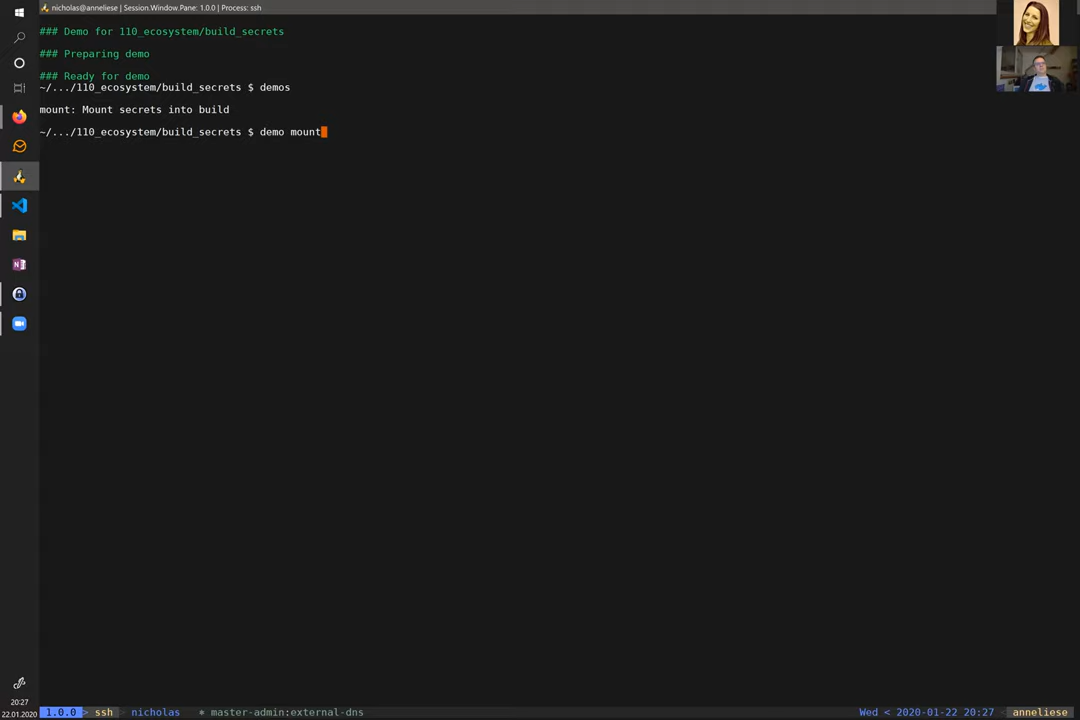 nicholas@anneliese | Session.Window.Pane: 1.0.0 | Process: ssh
### Demo for 110_ecosystem/build_secrets
### Preparing demo
### Ready for demo
~/.../110_ecosystem/build_secrets $ demos
mount: Mount secrets into build
~/.../110_ecosystem/build_secrets $ demo mount
20:27
22.01.2020
1.0.0 > ssh > nicholas * master-admin:external-dns Wed < 2020-01-22 20:27 < anneliese